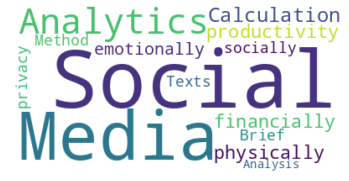 Analytics Calculation
Method emotionally socially productivity
privacy Social
Texts
Media financially
Brief
physically
Analysis